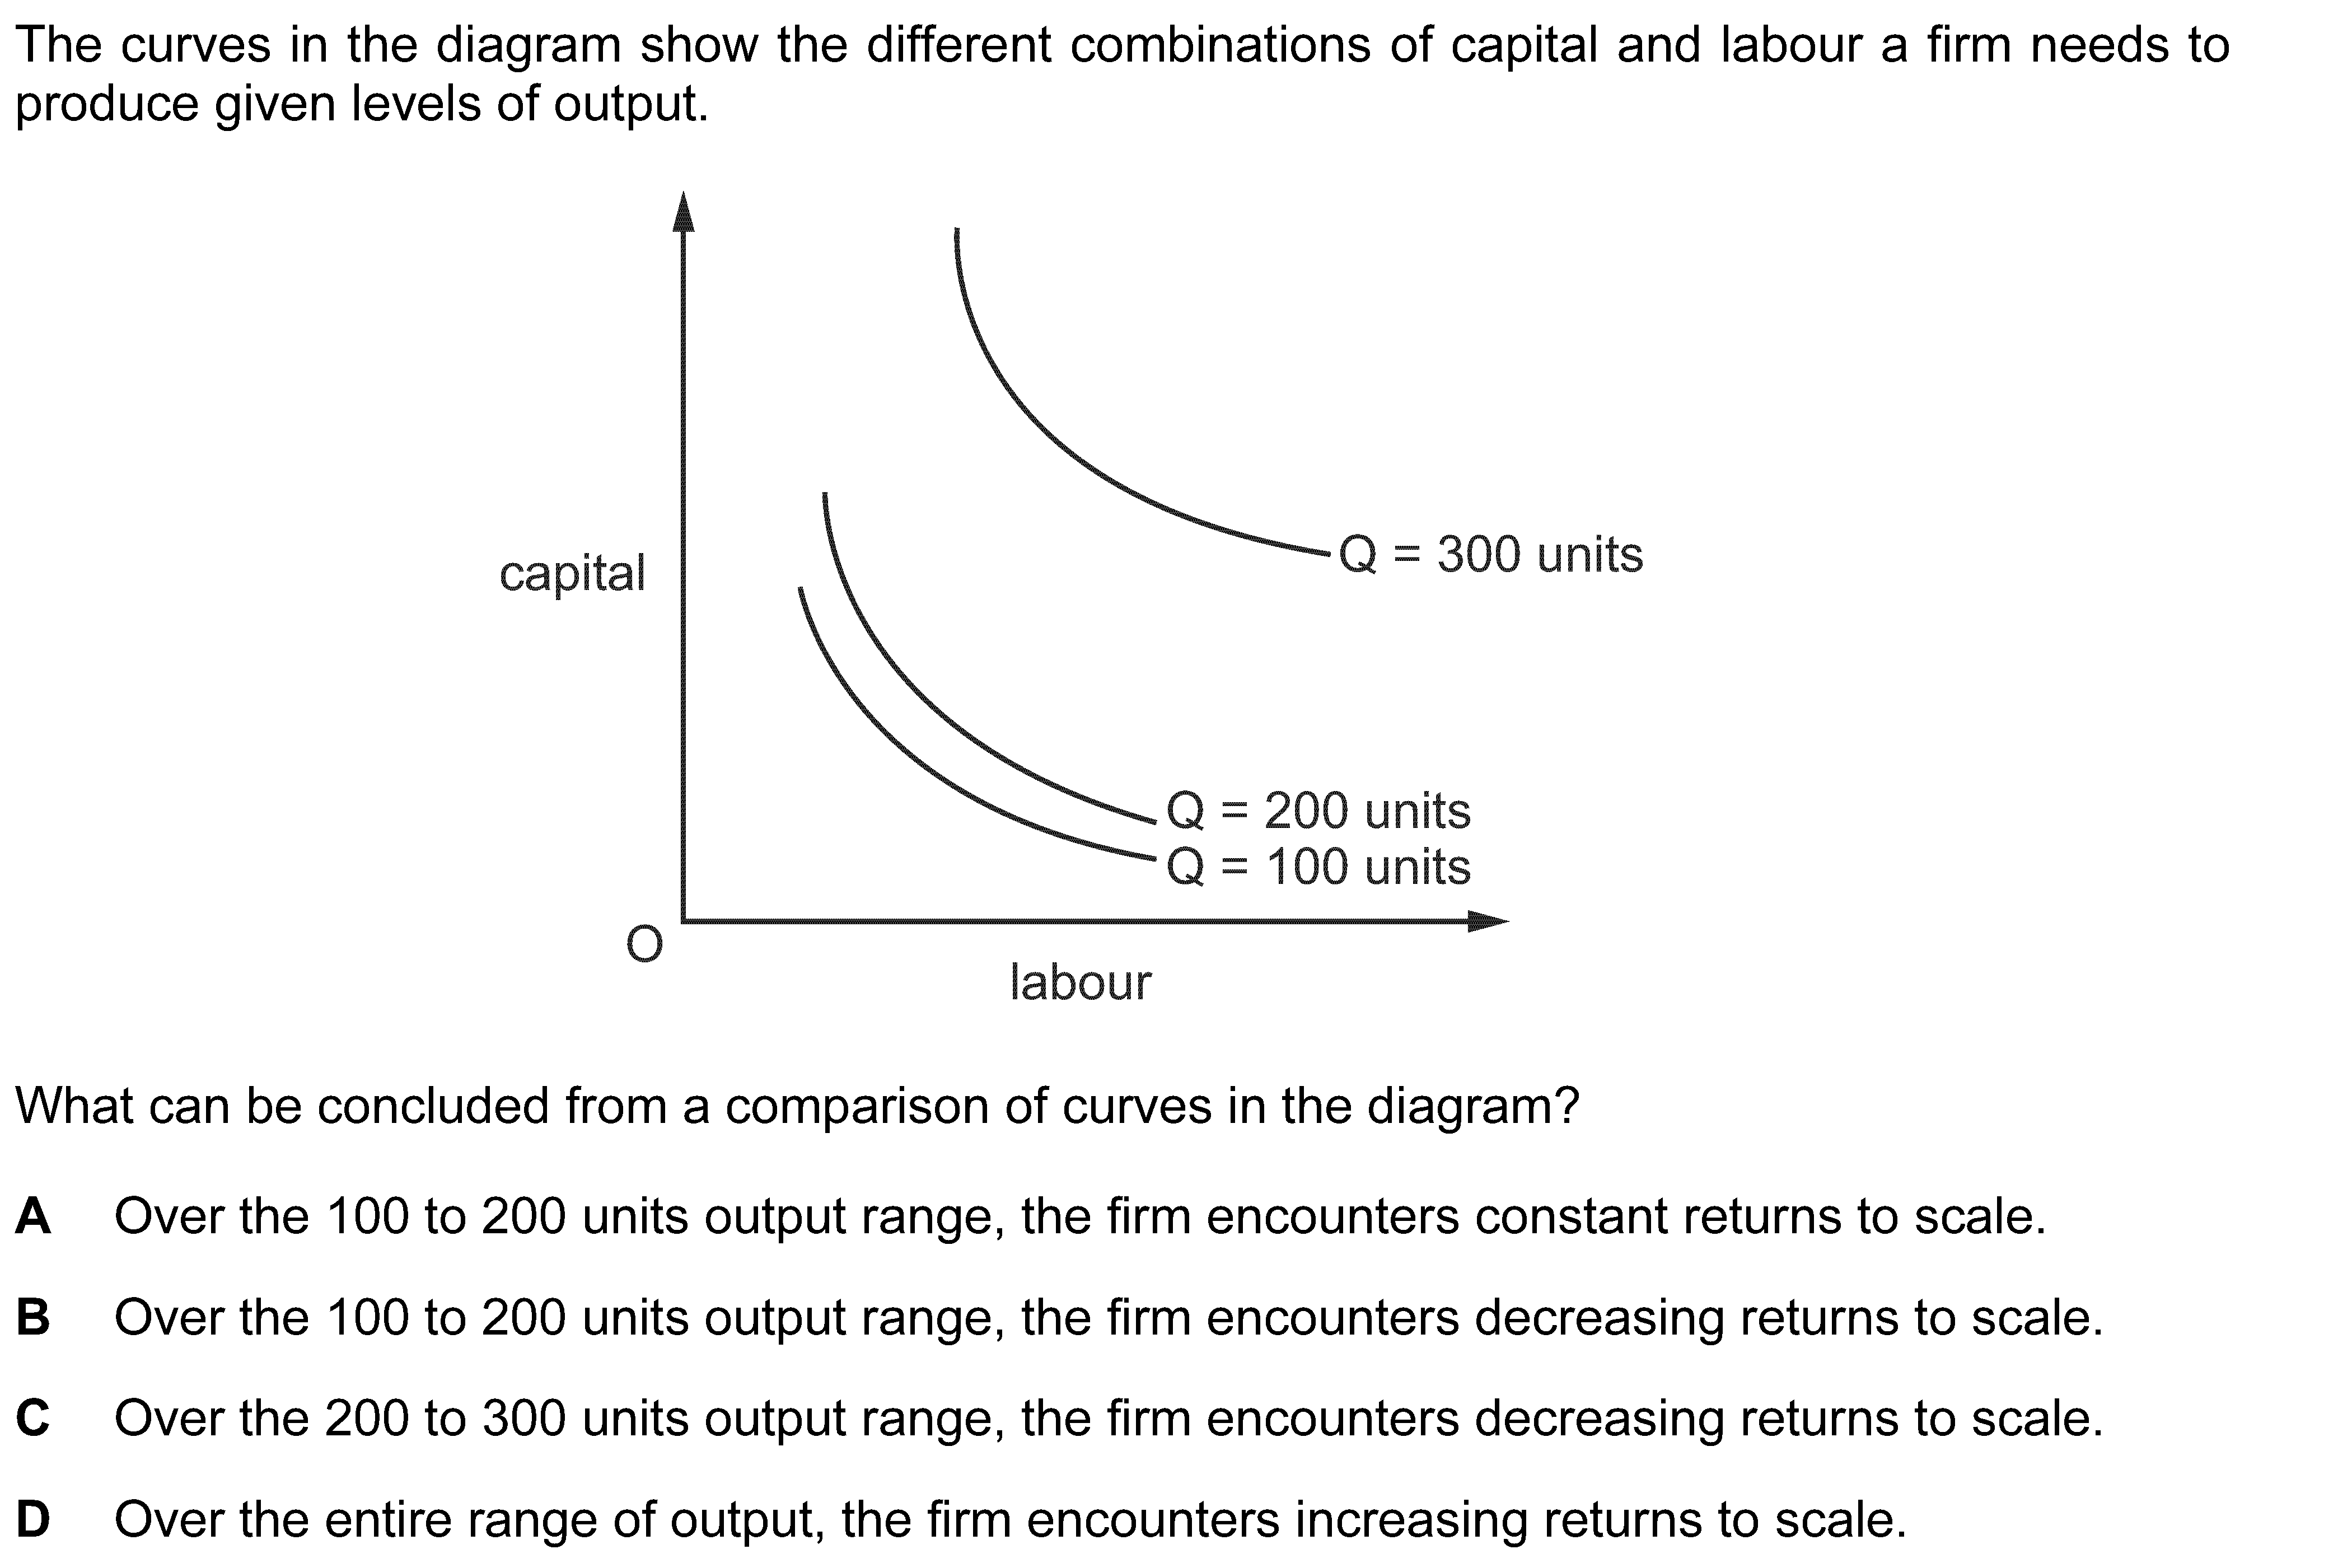 The curves in the diagram show the different combinations of capital and labour a firm needs to
produce given levels of output.
capital
Q = 300 units
Q = 200 units
Q = 100 units
O
labour
What can be concluded from a comparison of curves in the diagram?
A Over the 100 to 200 units output range, the firm encounters constant returns to scale.
B Over the 100 to 200 units output range, the firm encounters decreasing returns to scale.
C Over the 200 to 300 units output range, the firm encounters decreasing returns to scale.
D Over the entire range of output, the firm encounters increasing returns to scale.